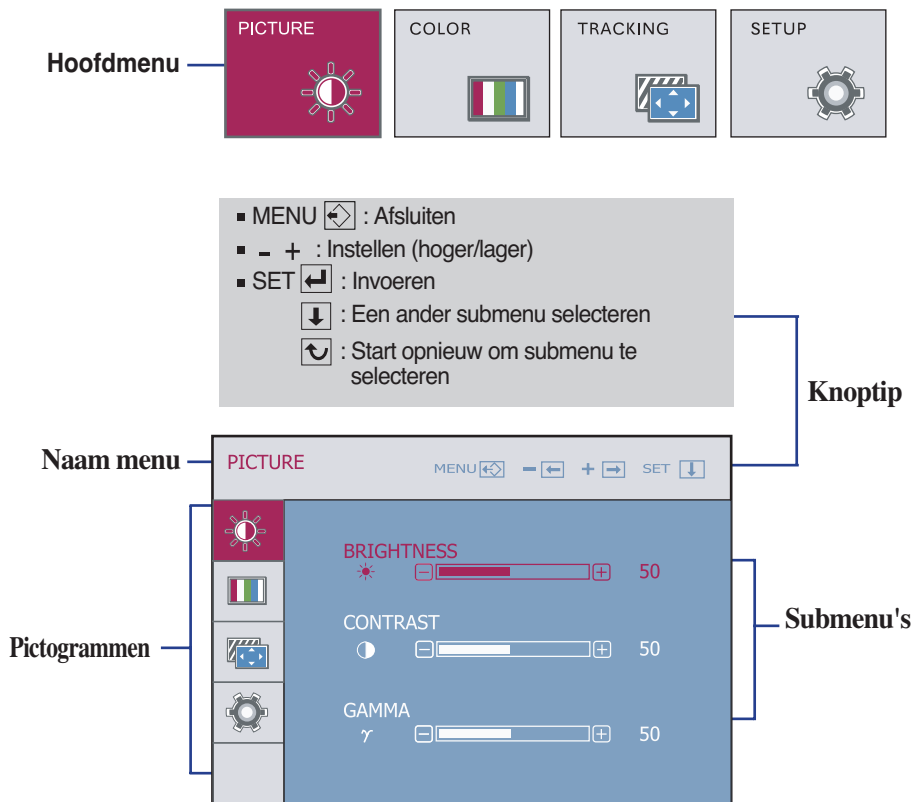 PICTURE COLOR TRACKING SETUP
Hoofdmenu
MENU : Afsluiten
- + : Instellen (hoger/lager)
SET : Invoeren
: Een ander submenu selecteren
: Start opnieuw om submenu te
selecteren
Knoptip
Naam menu
PICTURE MENU - + SET
BRIGHTNESS
50
CONTRAST
50
GAMMA
γ 50
Submenu's
Pictogrammen